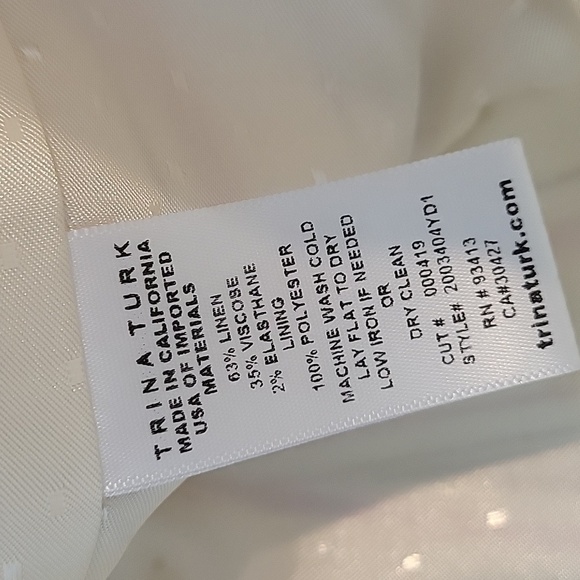 TRINA TURK
MADE IN CALIFORNIA
USA OF IMPORTED
MATERIALS
63% LINEN
35% VISCOSE
2% ELASTHANE
LINING
100% POLYESTER
MACHINE WASH COLD
LAY FLAT TO DRY
LOW IRON IF NEEDED
OR
DRY CLEAN
CUT# 000419
STYLE# 2003404YD1
RN # 93413
CA#30427
trinaturk.com